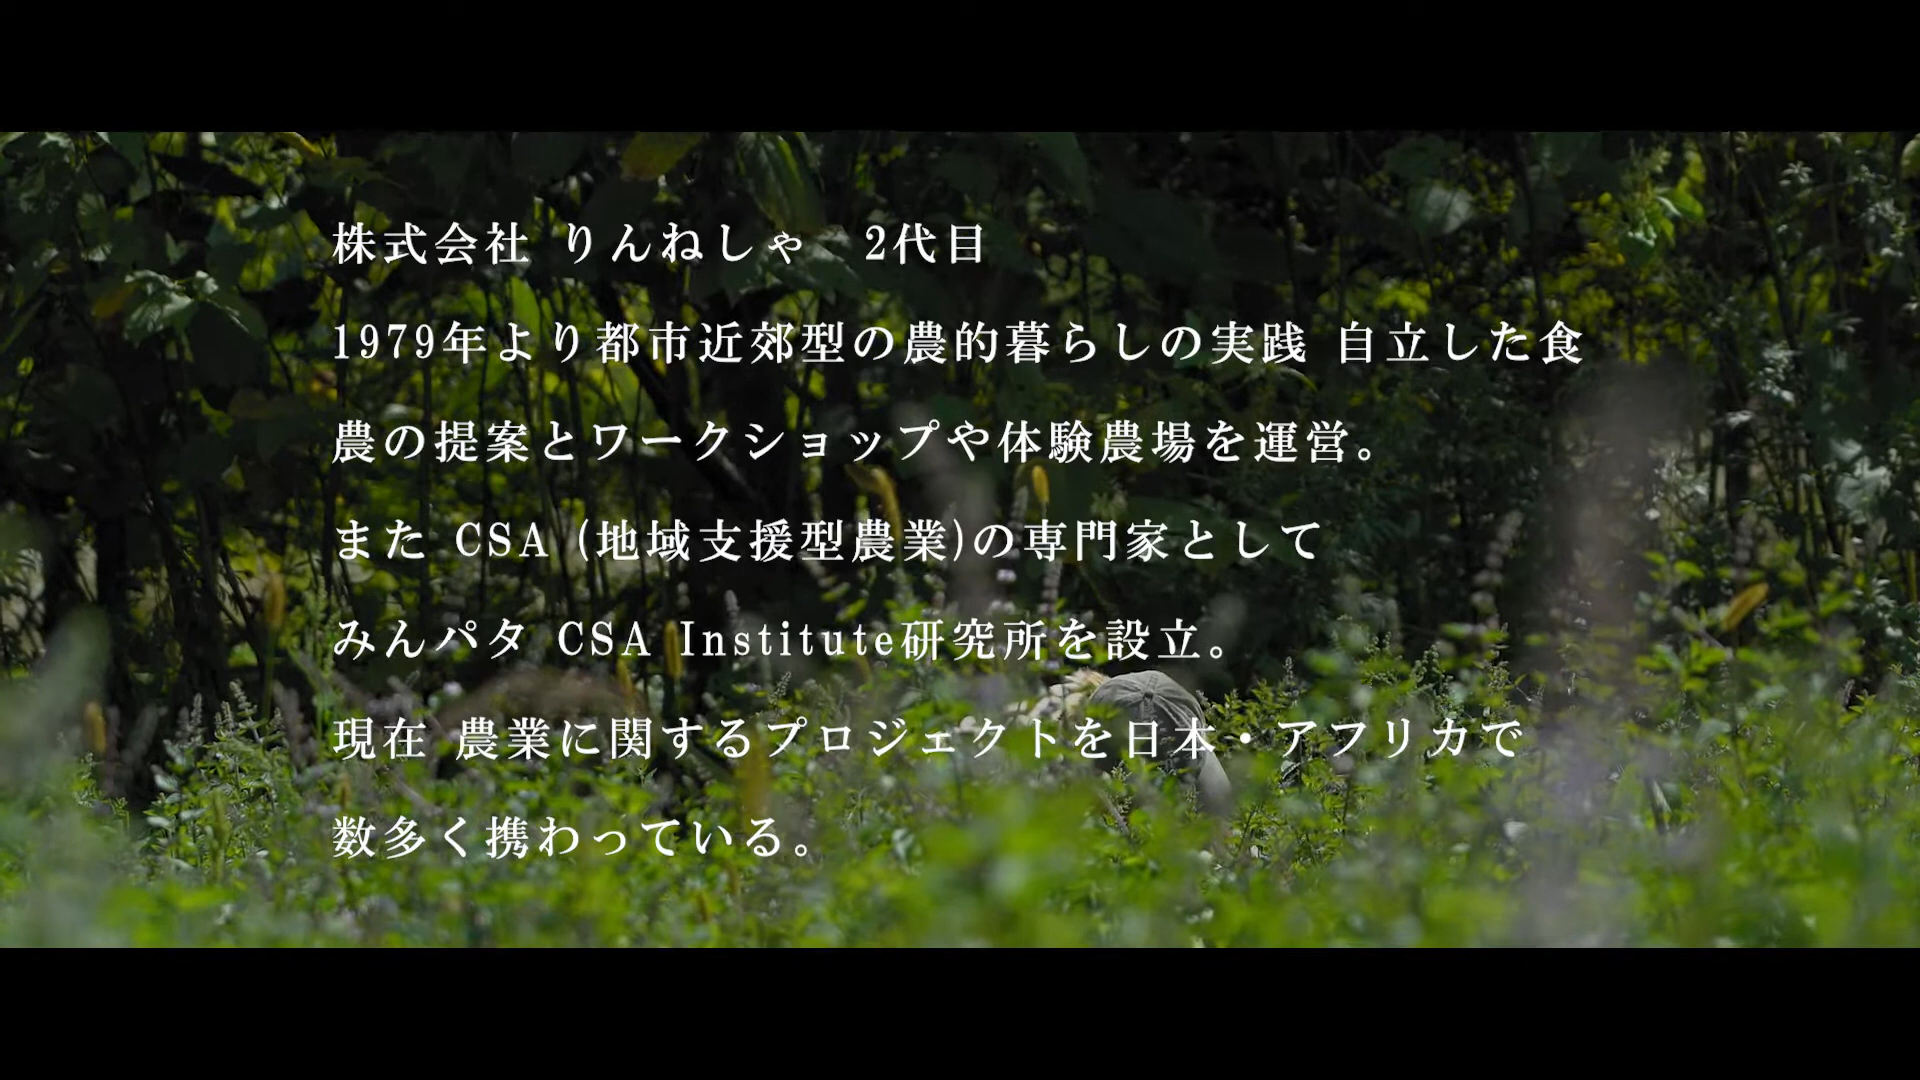 株式会社 りんねしゃ　2代目
1979年より都市近郊型の農的暮らしの実践 自立した食
農の提案とワークショップや体験農場を運営。
また CSA (地域支援型農業)の専門家として
みんパタ CSA Institute研究所を設立。
現在 農業に関するプロジェクトを日本・アフリカで
数多く携わっている。